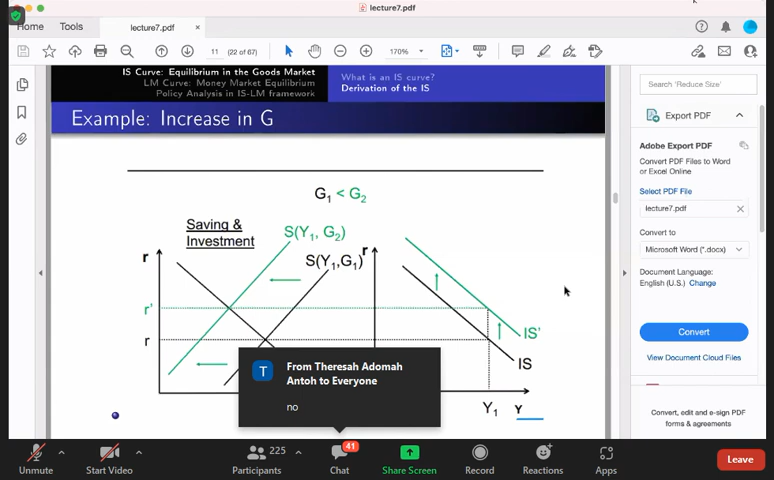 lecture7.pdf
Home
Tools
lecture7.pdf
×
11
(22 of 67)
170%
IS Curve: Equilibrium in the Goods Market
LM Curve: Money Market Equilibrium
Policy Analysis in IS-LM framework
What is an IS curve?
Derivation of the IS
Example: Increase in G
G1 < G2
Saving &
Investment
S(Y1, G2)
S(Y1,G1)
r
r
r'
r
IS'
IS
Y1
Y
T
From Theresah Adomah
Antoh to Everyone
no
Search 'Reduce Size'
Export PDF
Adobe Export PDF
Convert PDF Files to Word
or Excel Online
Select PDF File
lecture7.pdf
Convert to
Microsoft Word (*.docx)
Document Language:
English (U.S.) Change
Convert
View Document Cloud Files
Convert, edit and e-sign PDF
forms & agreements
Unmute
Start Video
225
Participants
41
Chat
Share Screen
Record
Reactions
Apps
Leave